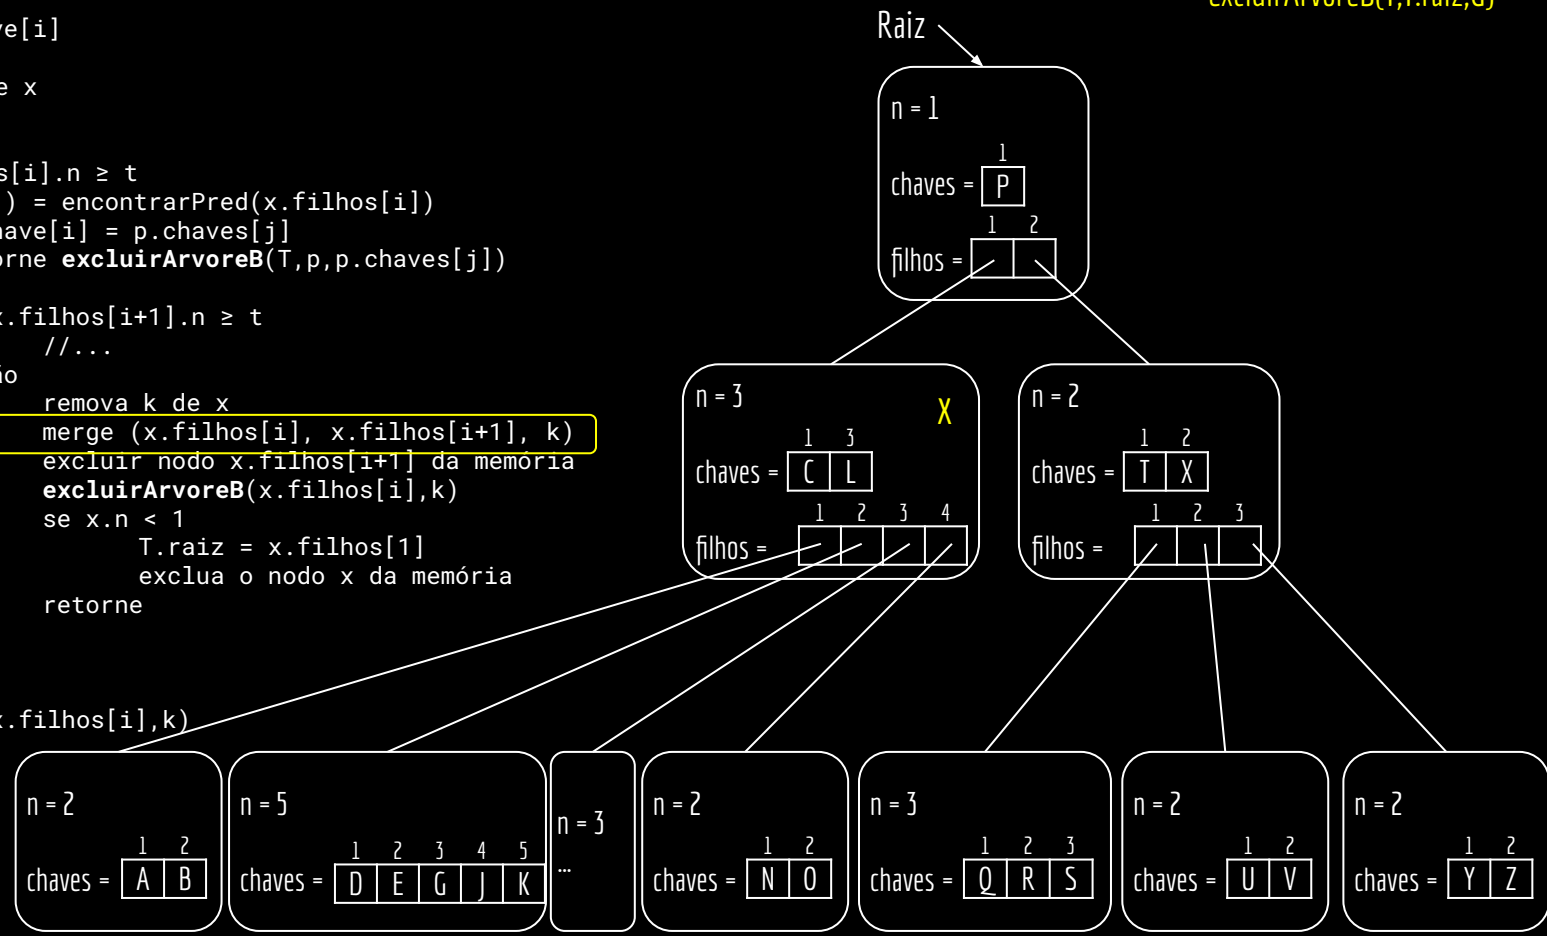 excluirArvoreB(T,T.raiz,G)
ve[i]
e x
s[i].n ≥ t
) = encontrarPred(x.filhos[i])
ave[i] = p.chaves[j]
orne excluirArvoreB(T,p,p.chaves[j])
x.filhos[i+1].n ≥ t
//...
ão
remova k de x
merge (x.filhos[i], x.filhos[i+1], k)
excluir nodo x.filhos[i+1] da memória
excluirArvoreB(x.filhos[i],k)
se x.n < 1
T.raiz = x.filhos[1]
exclua o nodo x da memória
retorne
x.filhos[i],k)
Raiz
n = 1
1
chaves = P
1 2
filhos =
n = 3
X
1 3
chaves = C L
1 2 3 4
filhos =
n = 2
1 2
chaves = T X
1 2 3
filhos =
n = 2
1 2
chaves = A B
n = 5
1 2 3 4 5
chaves = D E G J K
n = 3
...
n = 2
1 2
chaves = N O
n = 3
1 2 3
chaves = Q R S
n = 2
1 2
chaves = U V
n = 2
1 2
chaves = Y Z